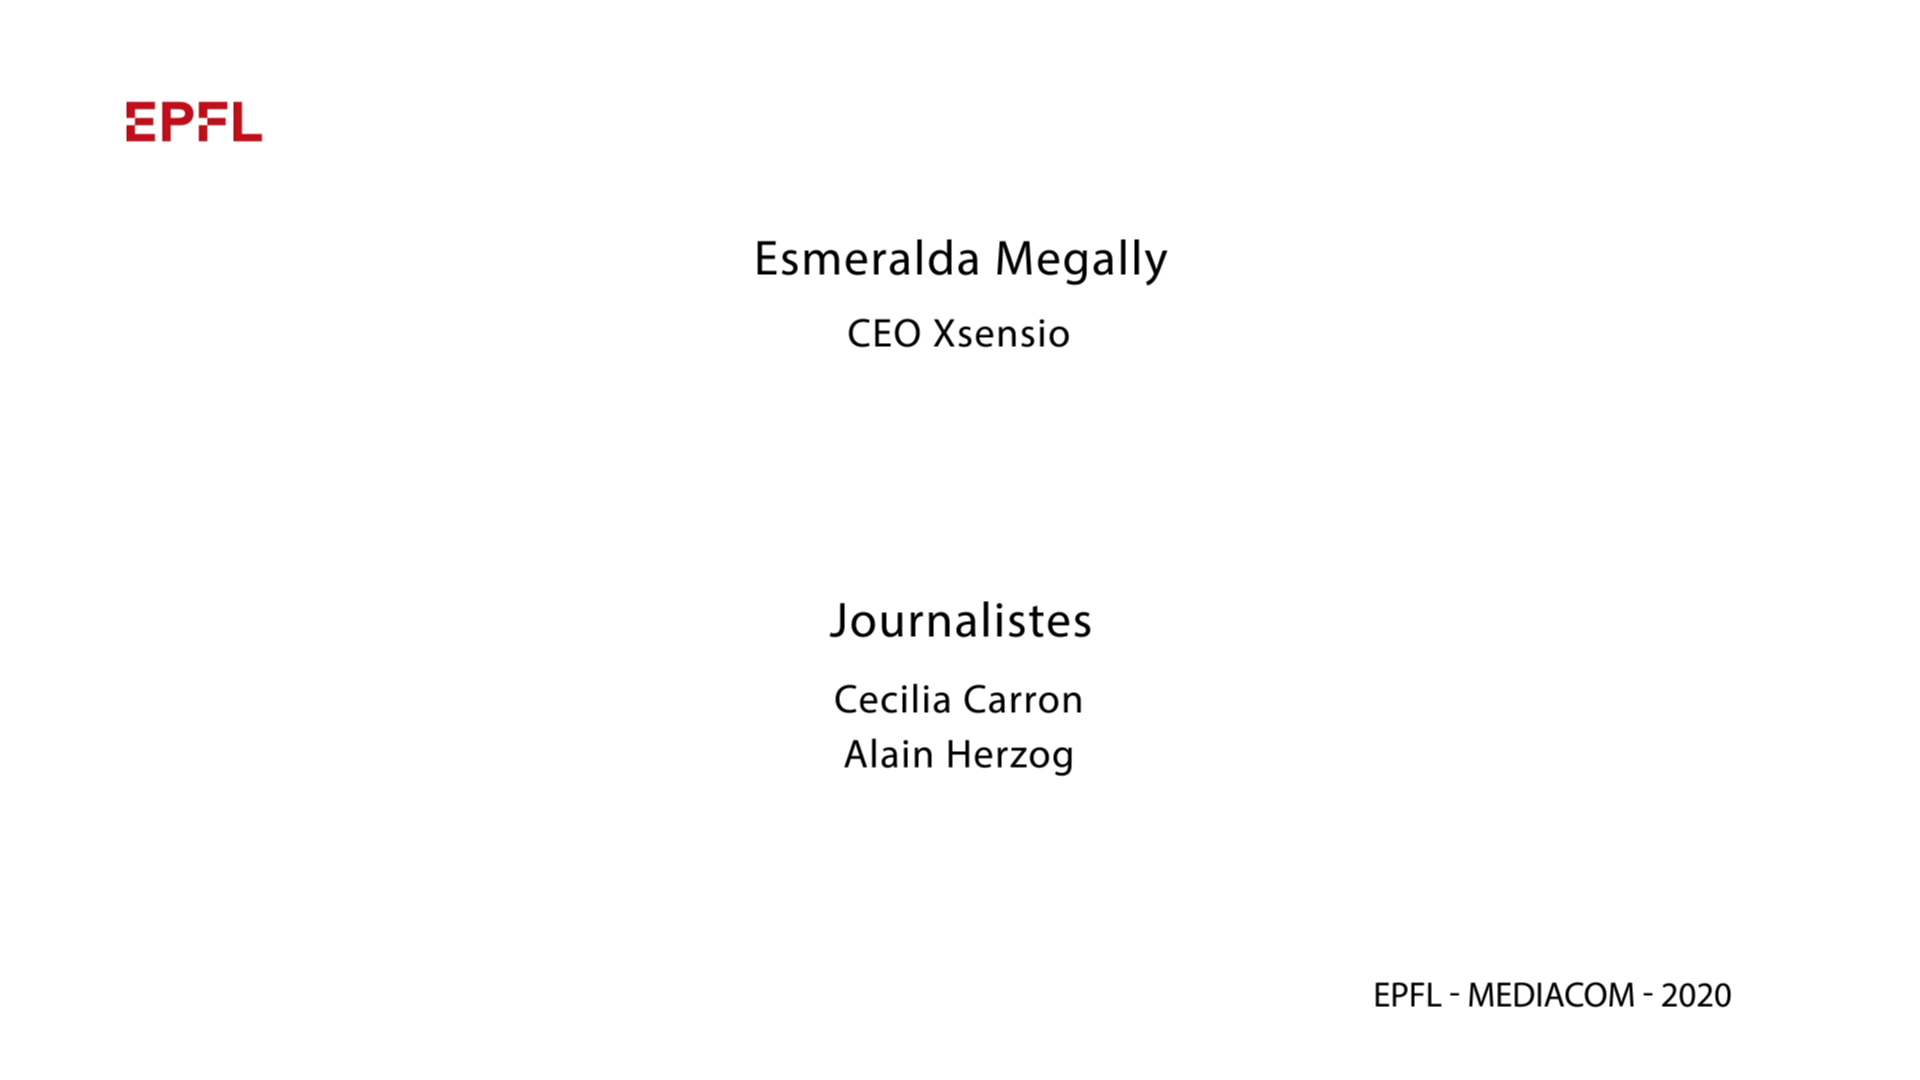 EPFL
Esmeralda Megally
CEO Xsensio
Journalistes
Cecilia Carron
Alain Herzog
EPFL - MEDIACOM - 2020